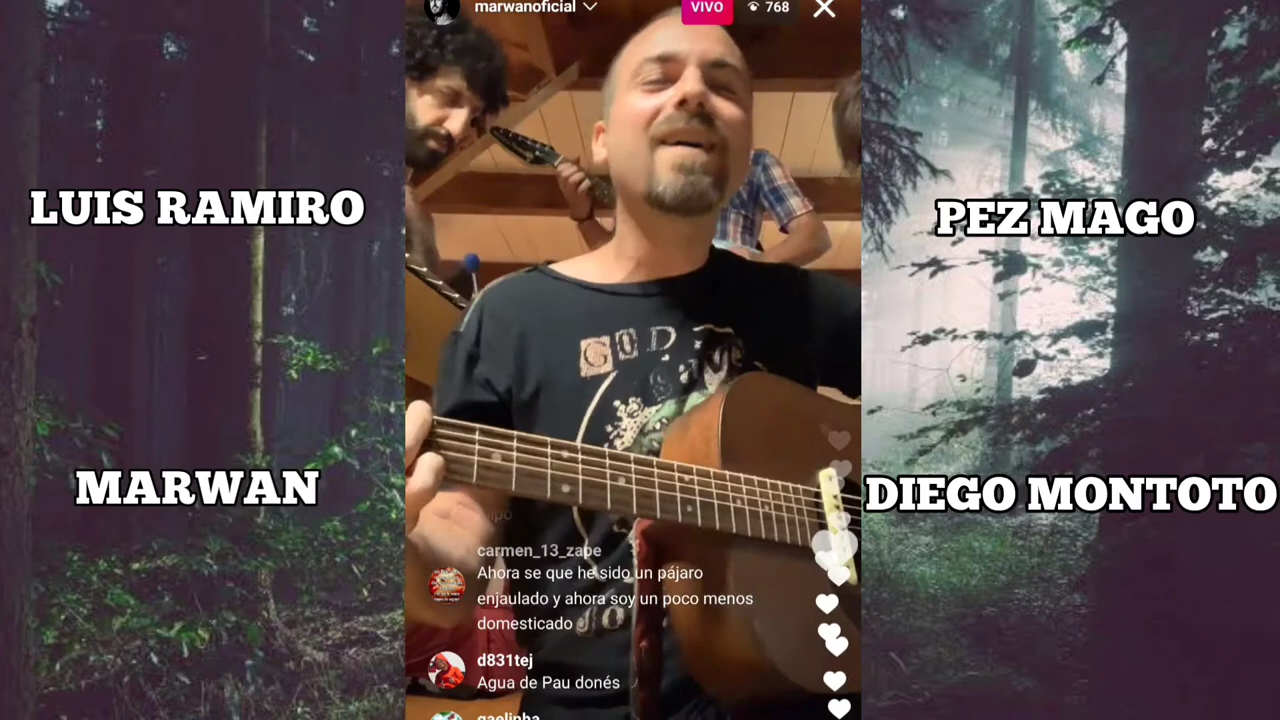 marwanoficial
VIVO
768
LUIS RAMIRO
PEZ MAGO
GOD
MARWAN
DIEGO MONTOTO
carmen_13_zape
Ahora se que he sido un pájaro
enjaulado y ahora soy un poco menos
domesticado
d831tej
Agua de Pau donés